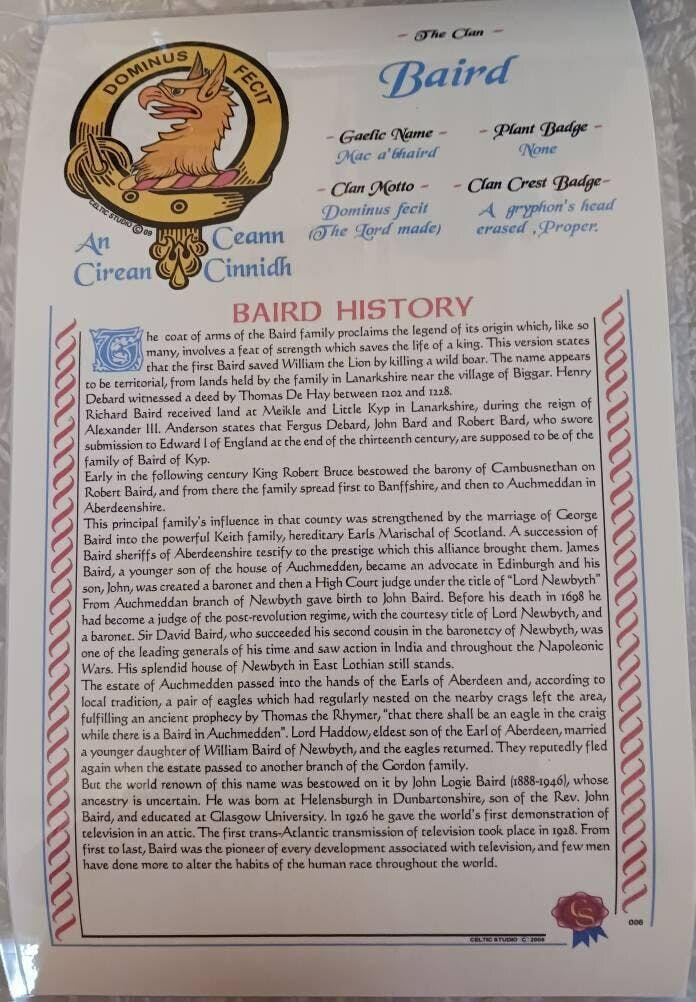 - The Clan -
Baird
DOMINUS FECIT
- Gaelic Name -
Mac a'bhaird
- Plant Badge -
None
- Clan Motto -
Dominus fecit
(The Lord made)
- Clan Crest Badge-
A gryphon's head
erased ,Proper.
CELTIC STUDIO © 09
An Ceann
Cirean Cinnidh
BAIRD HISTORY
The coat of arms of the Baird family proclaims the legend of its origin which, like so
many, involves a feat of strength which saves the life of a king. This version states
that the first Baird saved William the Lion by killing a wild boar. The name appears
to be territorial, from lands held by the family in Lanarkshire near the village of Biggar. Henry
Debard witnessed a deed by Thomas De Hay between 1202 and 1228.
Richard Baird received land at Meikle and Little Kyp in Lanarkshire, during the reign of
Alexander III. Anderson states that Fergus Debard, John Bard and Robert Bard, who swore
submission to Edward I of England at the end of the thirteenth century, are supposed to be of the
family of Baird of Kyp.
Early in the following century King Robert Bruce bestowed the barony of Cambusnethan on
Robert Baird, and from there the family spread first to Banffshire, and then to Auchmeddan in
Aberdeenshire.
This principal family's influence in that county was strengthened by the marriage of George
Baird into the powerful Keith family, hereditary Earls Marischal of Scotland. A succession of
Baird sheriffs of Aberdeenshire testify to the prestige which this alliance brought them. James
Baird, a younger son of the house of Auchmedden, became an advocate in Edinburgh and his
son, John, was created a baronet and then a High Court judge under the title of "Lord Newbyth"
From Auchmeddan branch of Newbyth gave birth to John Baird. Before his death in 1698 he
had become a judge of the post-revolution regime, with the courtesy title of Lord Newbyth, and
a baronet. Sir David Baird, who succeeded his second cousin in the baronetcy of Newbyth, was
one of the leading generals of his time and saw action in India and throughout the Napoleonic
Wars. His splendid house of Newbyth in East Lothian still stands.
The estate of Auchmedden passed into the hands of the Earls of Aberdeen and, according to
local tradition, a pair of eagles which had regularly nested on the nearby crags left the area,
fulfilling an ancient prophecy by Thomas the Rhymer, "that there shall be an eagle in the craig
while there is a Baird in Auchmedden". Lord Haddow, eldest son of the Earl of Aberdeen, married
a younger daughter of William Baird of Newbyth, and the eagles returned. They reputedly fled
again when the estate passed to another branch of the Gordon family.
But the world renown of this name was bestowed on it by John Logie Baird (1888-1946), whose
ancestry is uncertain. He was born at Helensburgh in Dunbartonshire, son of the Rev. John
Baird, and educated at Glasgow University. In 1926 he gave the world's first demonstration of
television in an attic. The first trans-Atlantic transmission of television took place in 1928. From
first to last, Baird was the pioneer of every development associated with television, and few men
have done more to alter the habits of the human race throughout the world.
CS
006
CELTIC STUDIO C